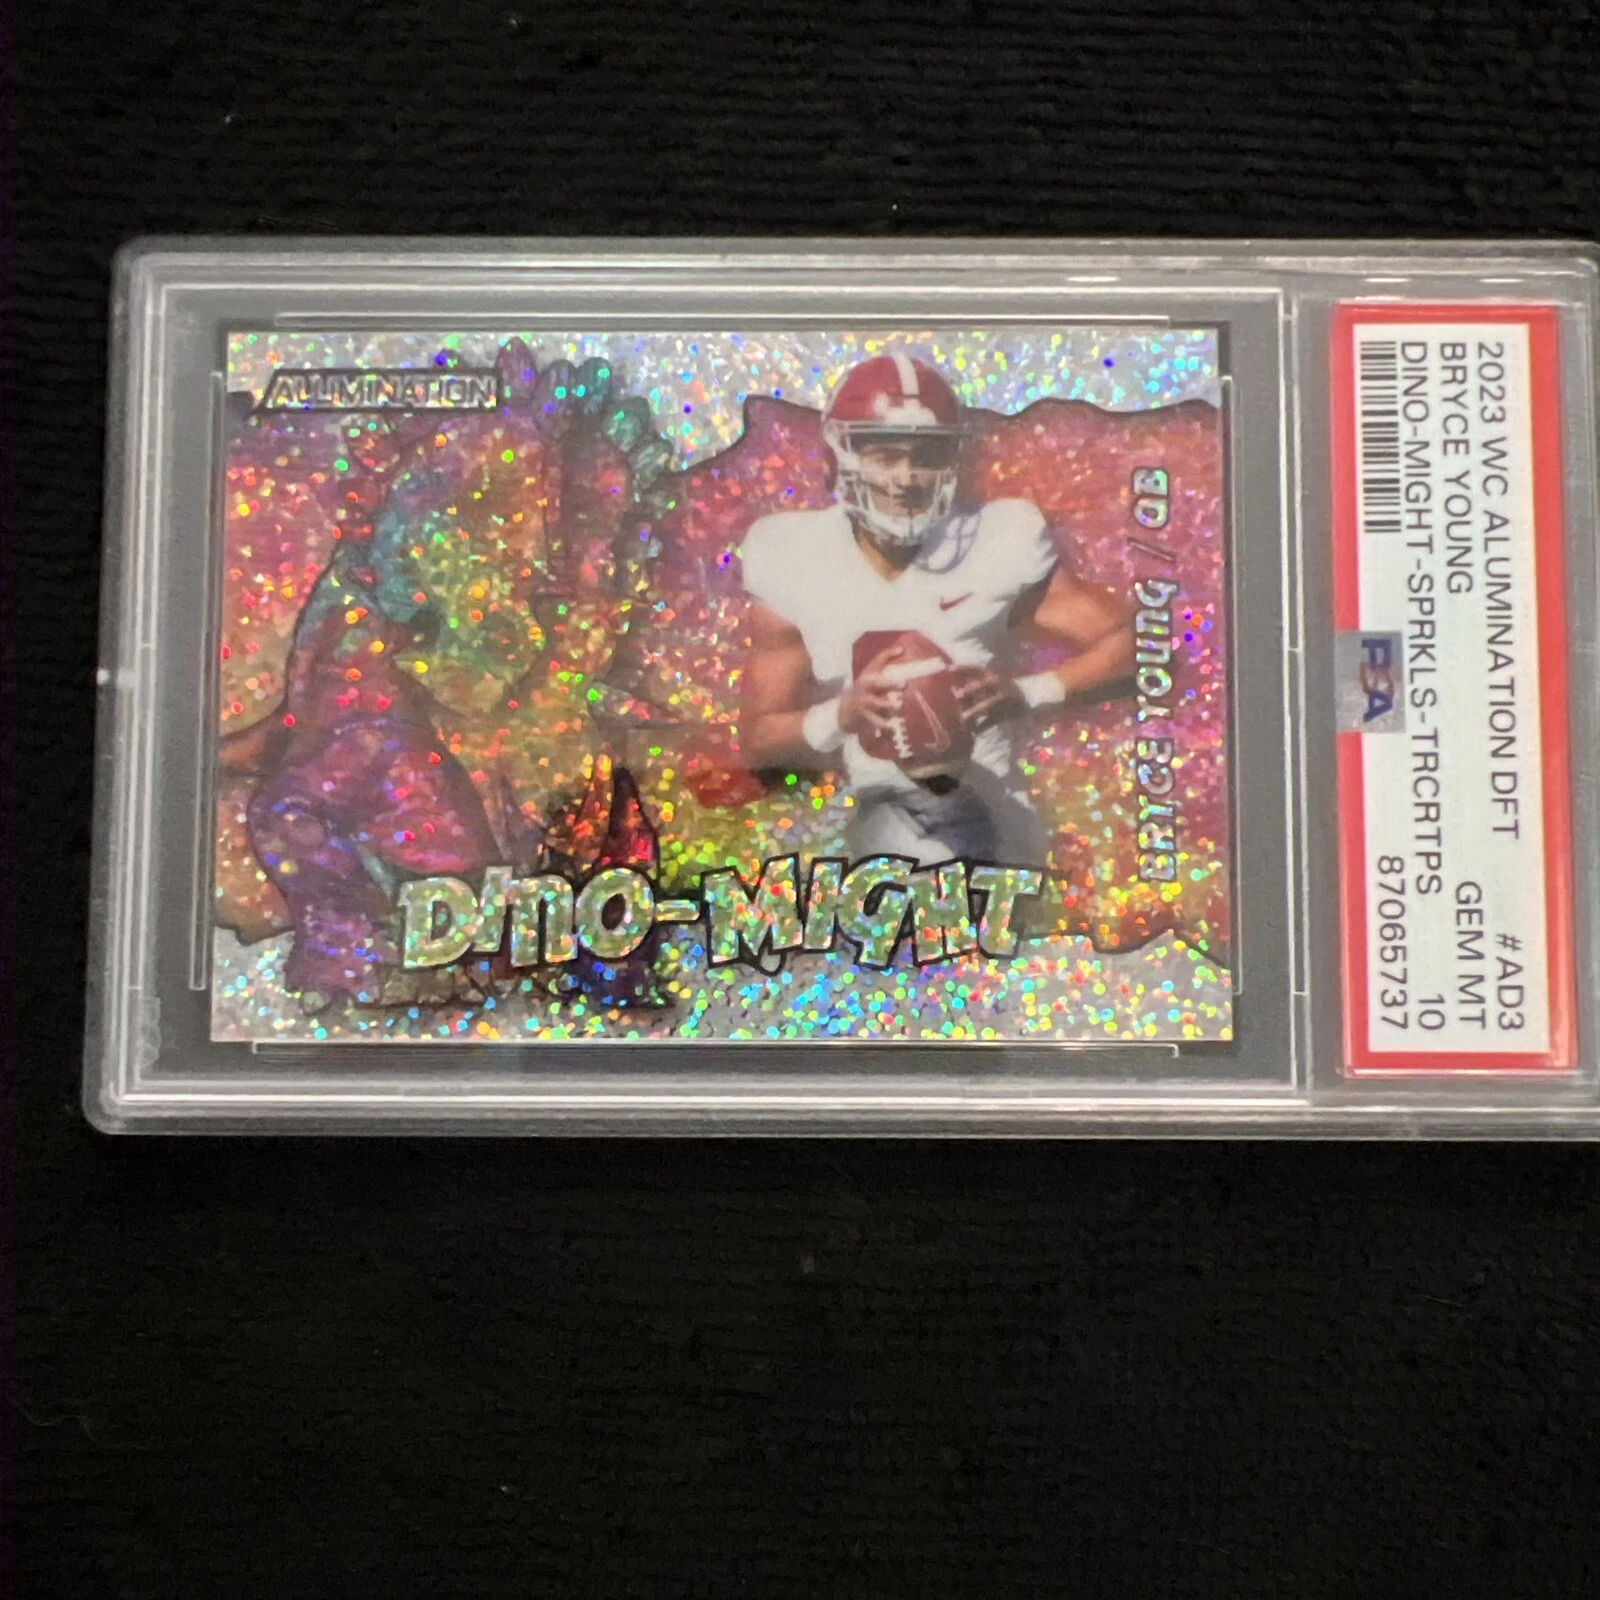 ALUMINATION
BRYCE YOUNG / QB
DINO-MIGHT
2023 WC ALUMINATION DFT #AD3
BRYCE YOUNG GEM MT
DINO-MIGHT-SPRKLS-TRCRTPS 10
87065737
PSA